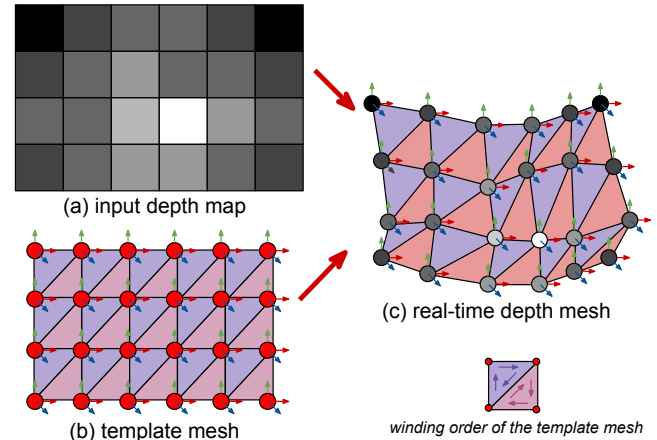 (a) input depth map
(b) template mesh
(c) real-time depth mesh
winding order of the template mesh